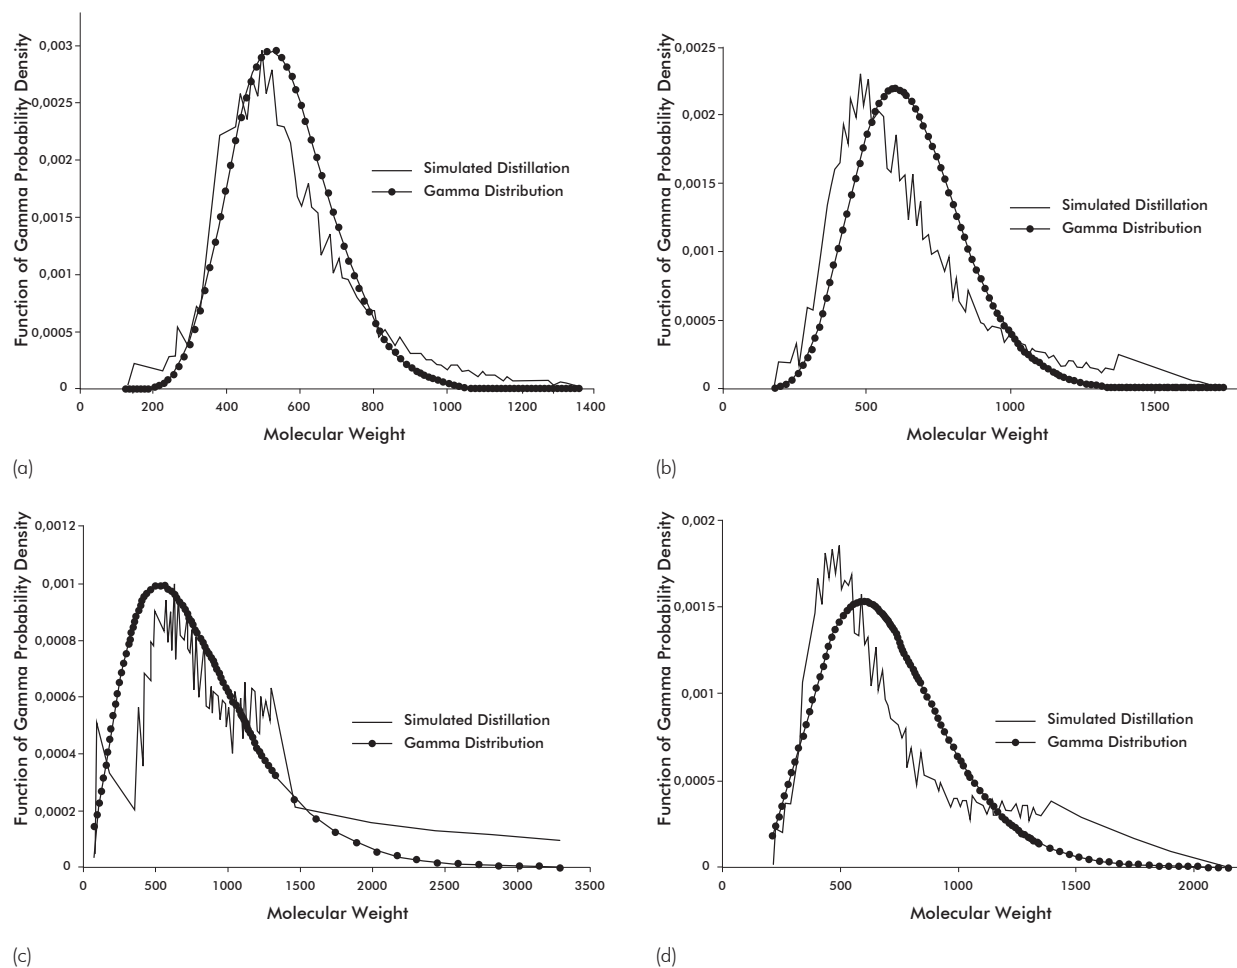 Function of Gamma Probability Density
0,003
0,0025
0,002
0,0015
0,001
0,0005
0
0 200 400 600 800 1000 1200 1400
Molecular Weight
Simulated Distillation
Gamma Distribution
(a)
Function of Gamma Probability Density
0,0025
0,002
0,0015
0,001
0,0005
0
0 500 1000 1500
Molecular Weight
Simulated Distillation
Gamma Distribution
(b)
Function of Gamma Probability Density
0,0012
0,001
0,0008
0,0006
0,0004
0,0002
0
0 500 1000 1500 2000 2500 3000 3500
Molecular Weight
Simulated Distillation
Gamma Distribution
(c)
Function of Gamma Probability Density
0,002
0,0015
0,001
0,0005
0
0 500 1000 1500 2000
Molecular Weight
Simulated Distillation
Gamma Distribution
(d)